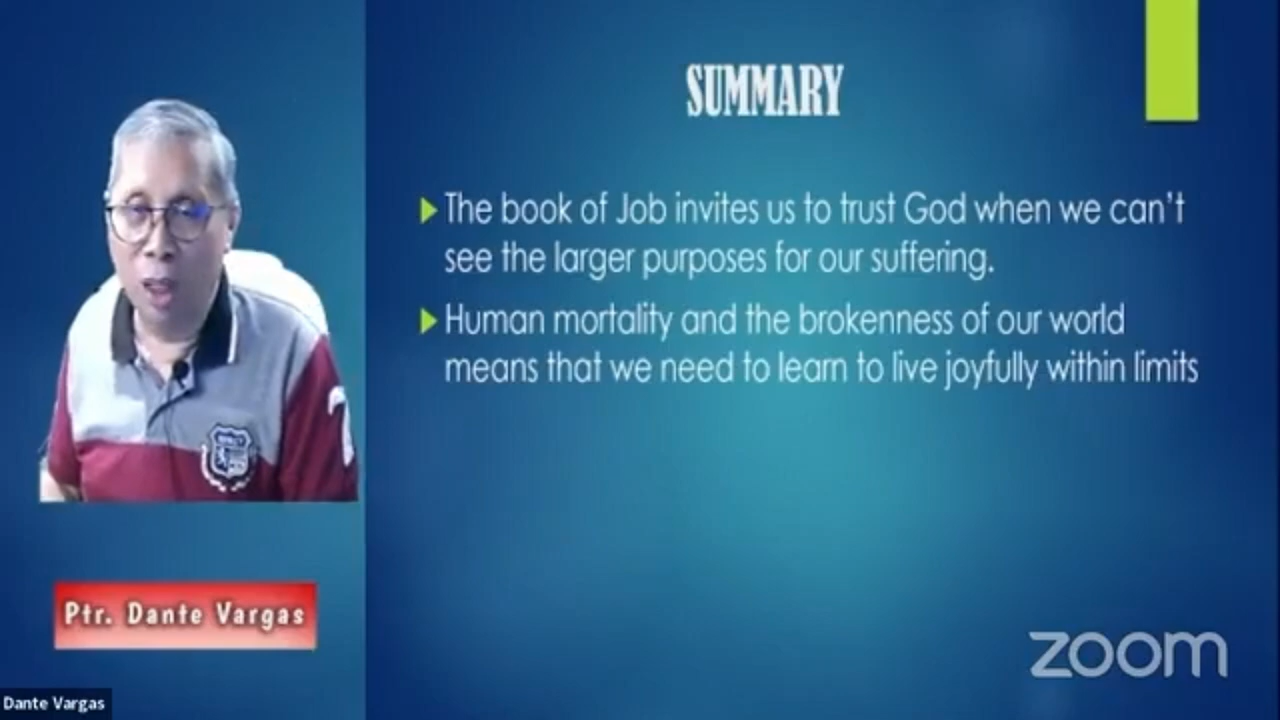 SUMMARY
The book of Job invites us to trust God when we can't
see the larger purposes for our suffering.
Human mortality and the brokenness of our world
means that we need to learn to live joyfully within limits
Ptr. Dante Vargas
zoom
Dante Vargas